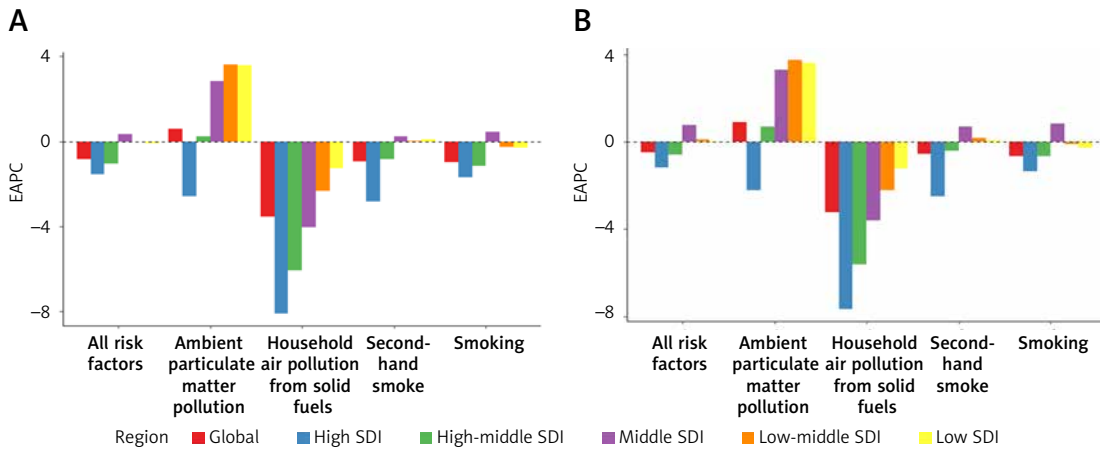 A
4
0
−4
−8
EAPC
All risk factors
Ambient particulate matter pollution
Household air pollution from solid fuels
Second-hand smoke
Smoking
B
4
0
−4
−8
EAPC
All risk factors
Ambient particulate matter pollution
Household air pollution from solid fuels
Second-hand smoke
Smoking
Region Global High SDI High-middle SDI Middle SDI Low-middle SDI Low SDI